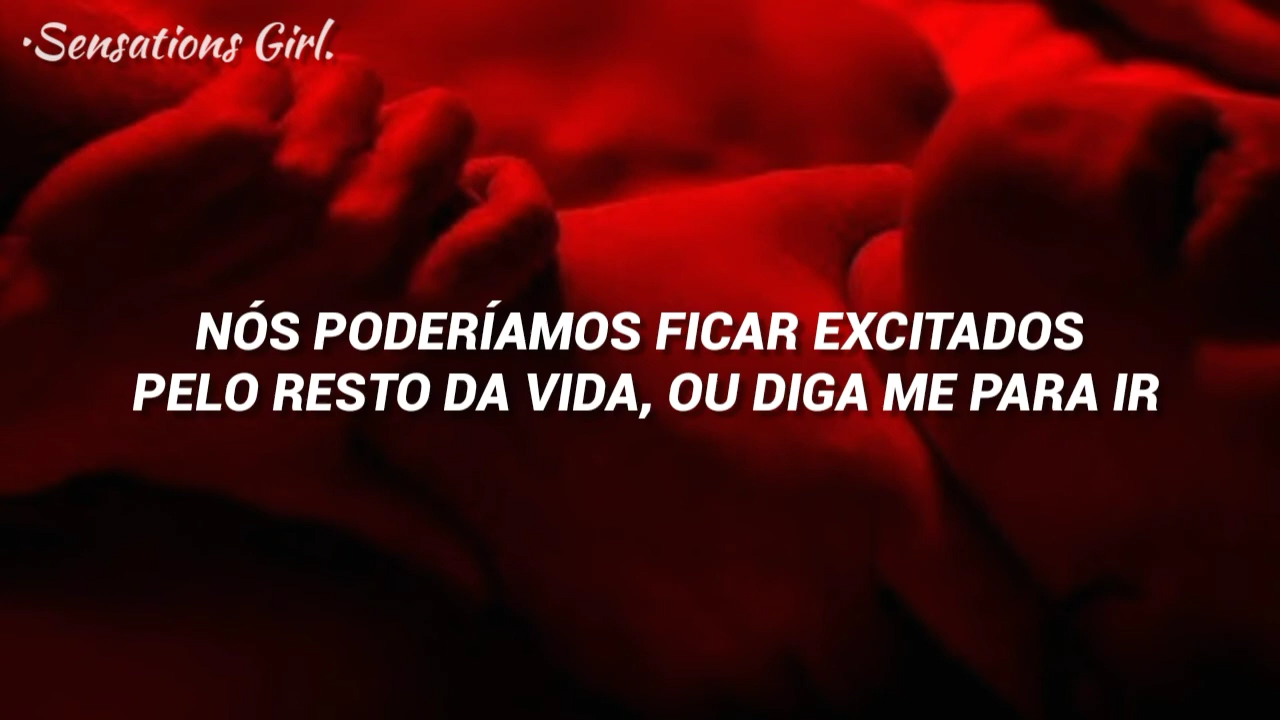 ·Sensations Girl.
NÓS PODERÍAMOS FICAR EXCITADOS
PELO RESTO DA VIDA, OU DIGA ME PARA IR